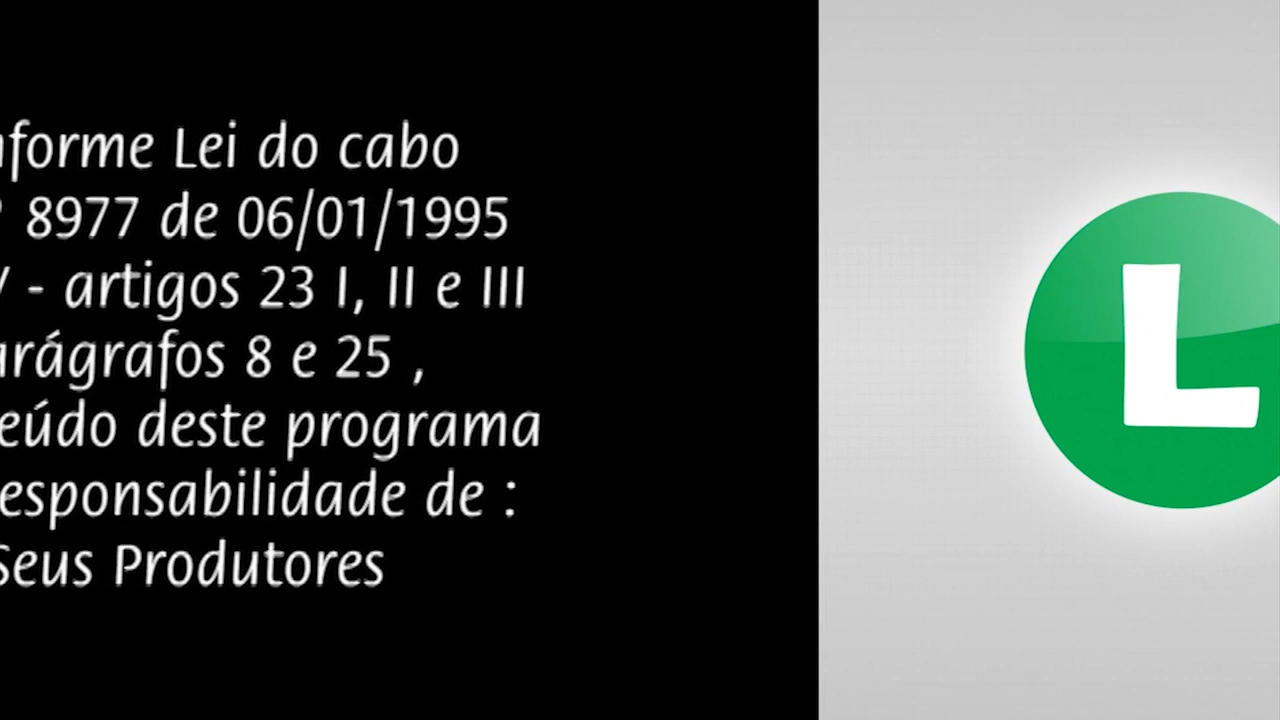 nforme Lei do cabo
8977 de 06/01/1995
- artigos 23 I, II e III
arágrafos 8 e 25 ,
eúdo deste programa
esponsabilidade de :
Seus Produtores
L